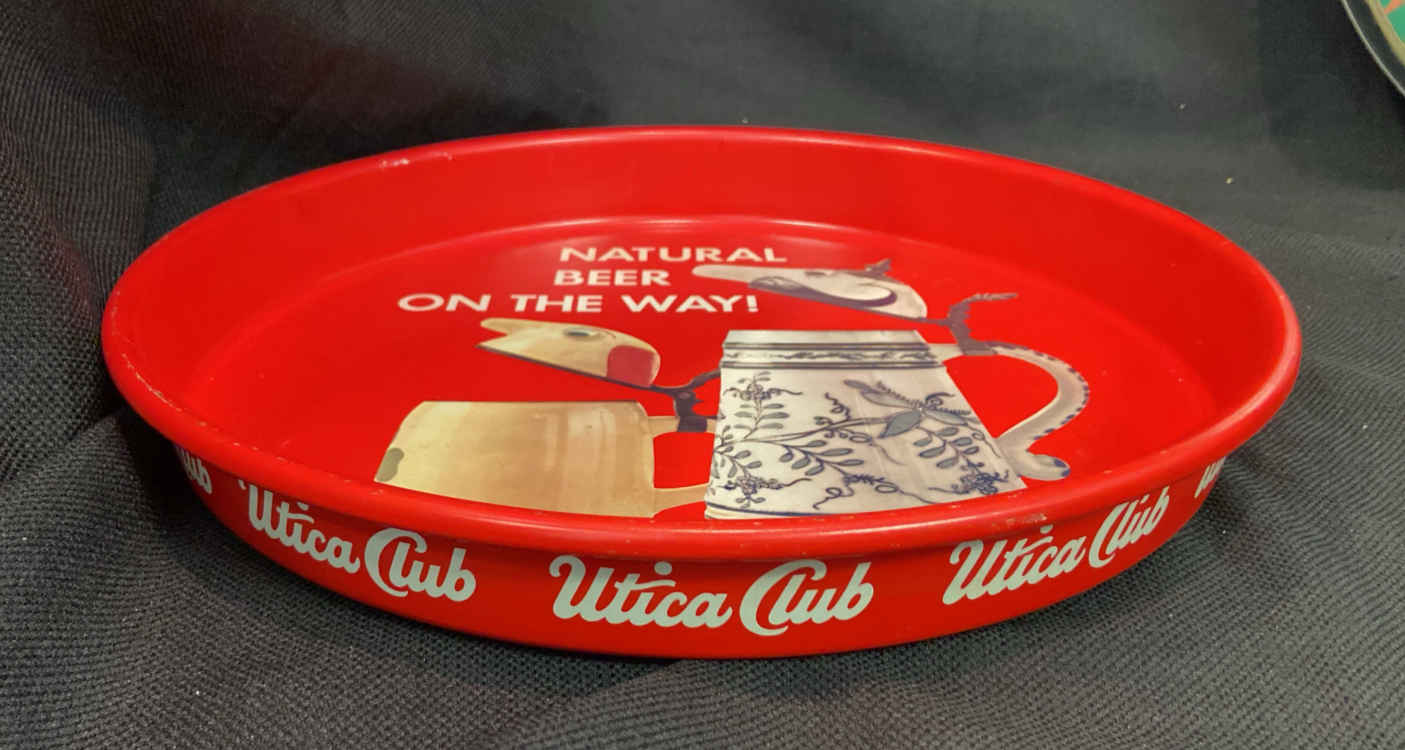 NATURAL
BEER
ON THE WAY!
Utica Club
Utica Club
Utica Club